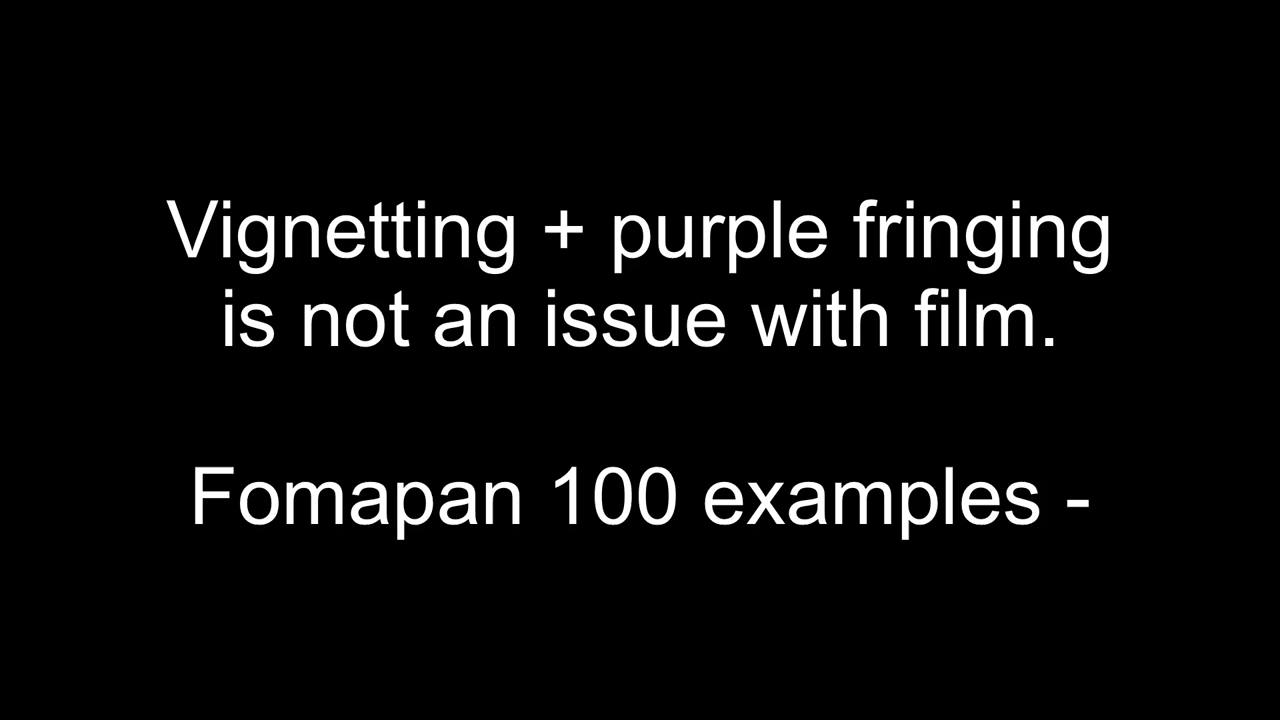 Vignetting + purple fringing
is not an issue with film.
Fomapan 100 examples -